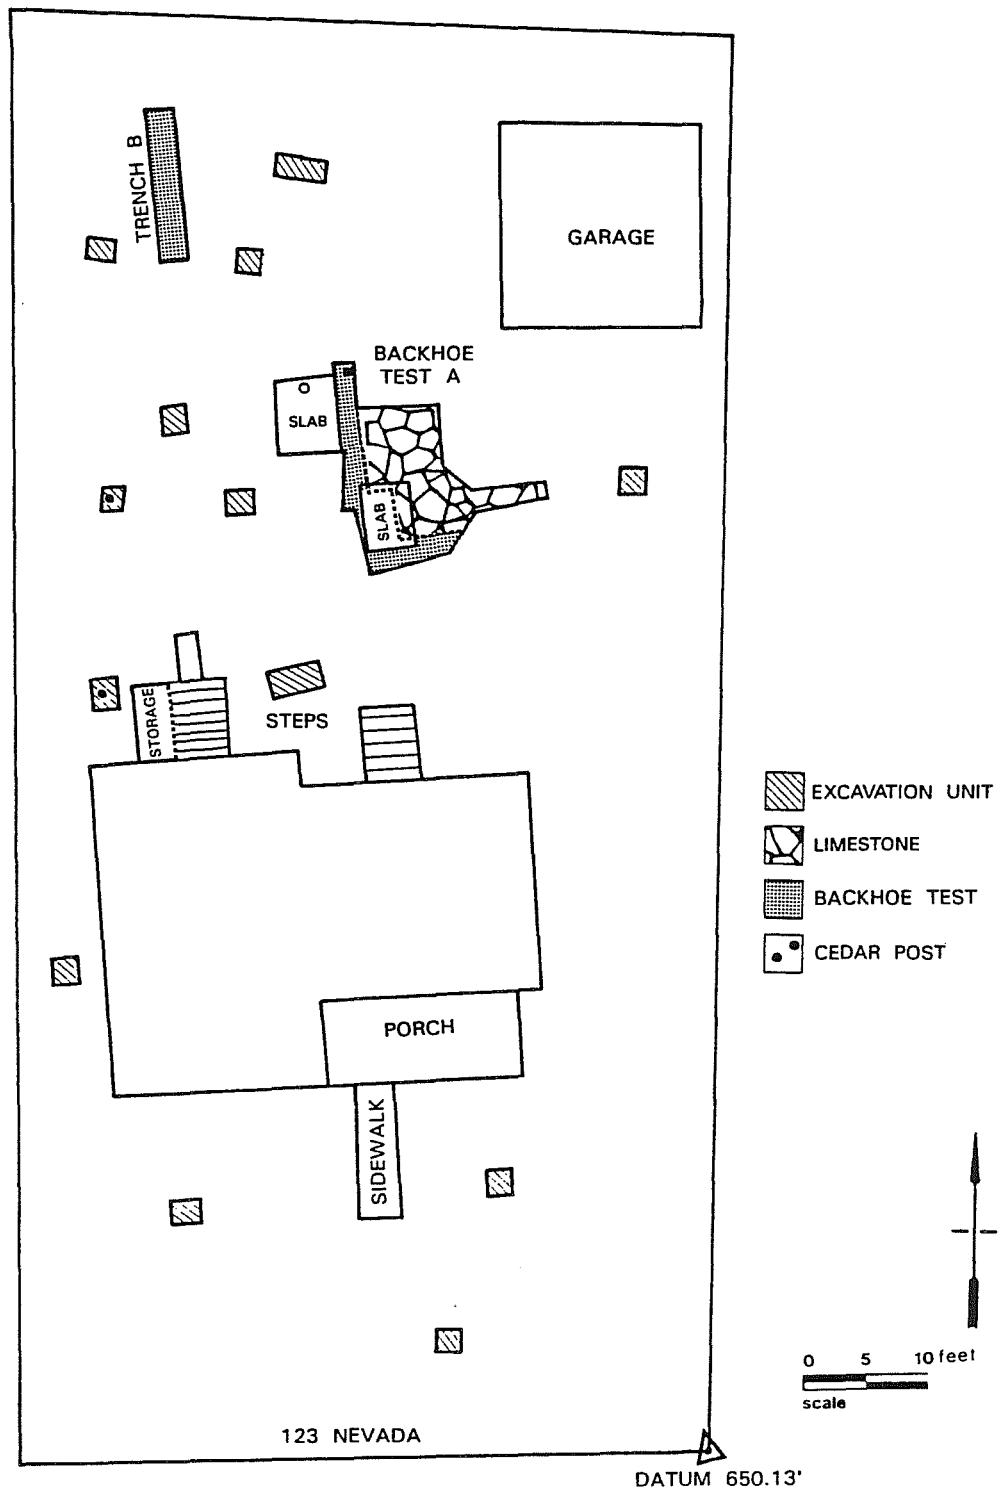 TRENCH B
GARAGE
BACKHOE
TEST A
SLAB
SLAB
STORAGE
STEPS
EXCAVATION UNIT
LIMESTONE
BACKHOE TEST
CEDAR POST
PORCH
SIDEWALK
0 5 10 feet
scale
123 NEVADA
DATUM 650.13'